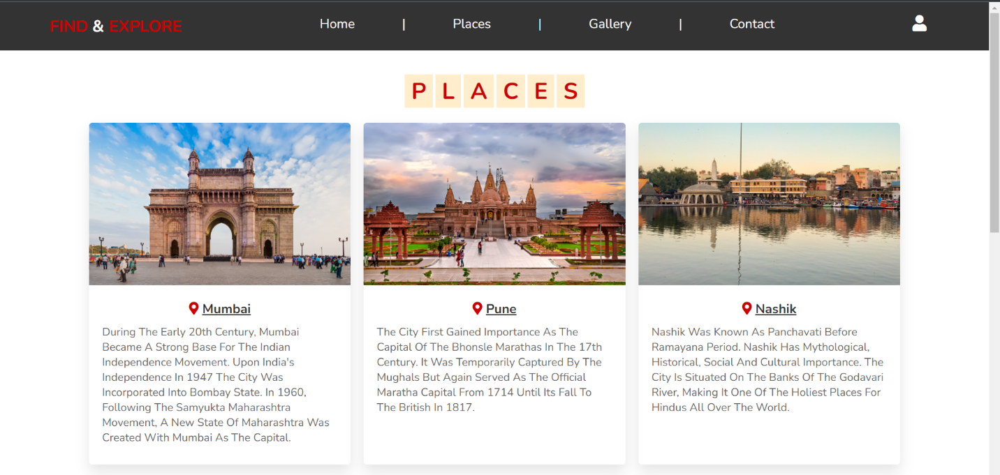 FIND & EXPLORE
Home | Places | Gallery | Contact
PLACES
Mumbai
During The Early 20th Century, Mumbai
Became A Strong Base For The Indian
Independence Movement. Upon India's
Independence In 1947 The City Was
Incorporated Into Bombay State. In 1960,
Following The Samyukta Maharashtra
Movement, A New State Of Maharashtra Was
Created With Mumbai As The Capital.
Pune
The City First Gained Importance As The
Capital Of The Bhonsle Marathas In The 17th
Century. It Was Temporarily Captured By The
Mughals But Again Served As The Official
Maratha Capital From 1714 Until Its Fall To
The British In 1817.
Nashik
Nashik Was Known As Panchavati Before
Ramayana Period. Nashik Has Mythological,
Historical, Social And Cultural Importance. The
City Is Situated On The Banks Of The Godavari
River, Making It One Of The Holiest Places For
Hindus All Over The World.